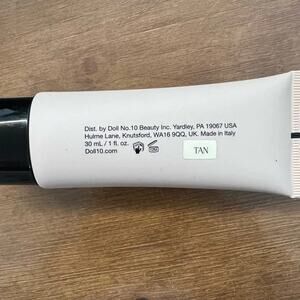 Dist. by Doll No.10 Beauty Inc. Yardley, PA 19067 USA
Hulme Lane, Knutsford, WA16 9QQ, UK. Made in Italy
30 mL / 1 fl. oz.
Doll10.com
TAN